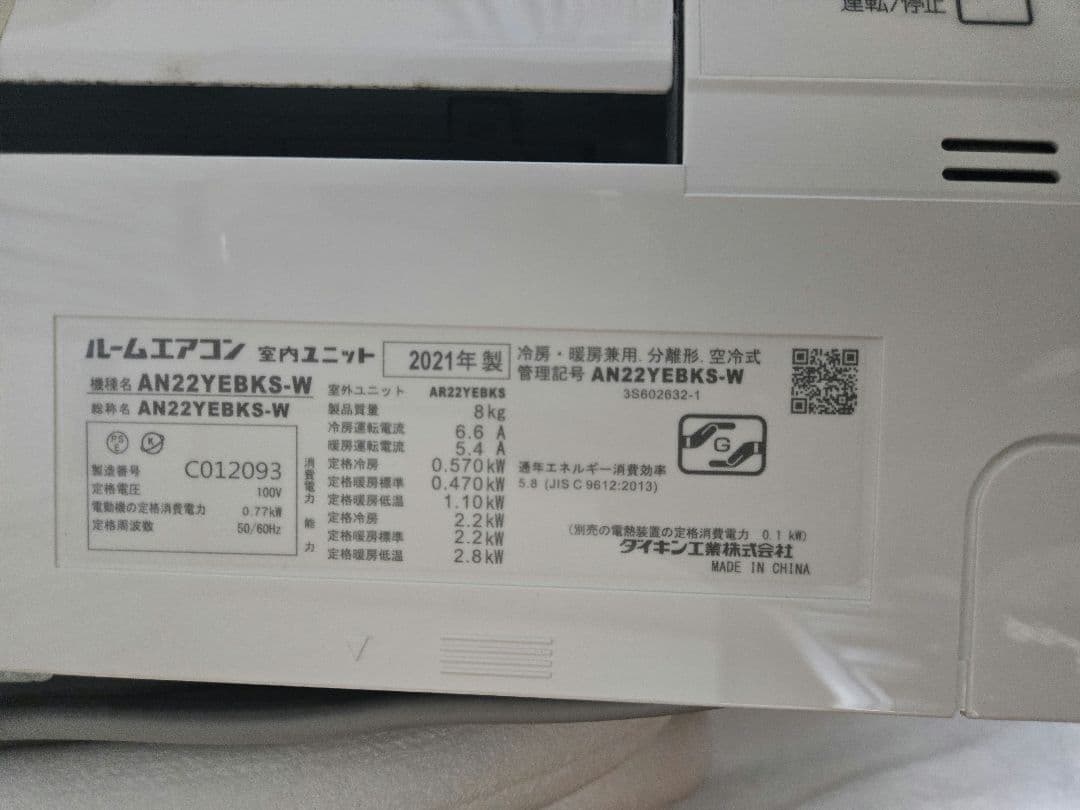 運転/停止
ルームエアコン 室内ユニット 2021年 製 冷房・暖房兼用. 分離形. 空冷式
機種名 AN22YEBKS-W 室外ユニット AR22YEBKS 管理記号 AN22YEBKS-W
総称名 AN22YEBKS-W 製品質量 8kg 3S602632-1
冷房運転電流 6.6 A
暖房運転電流 5.4 A
PS E K
製造番号 C012093
定格電圧 100V
電動機の定格消費電力 0.77kW
定格周波数 50/60Hz
消費電力
定格冷房 0.570kW
定格暖房標準 0.470kW
定格暖房低温 1.10kW
能力
定格冷房 2.2kW
定格暖房標準 2.2kW
定格暖房低温 2.8kW
G
通年エネルギー消費効率
5.8 (JIS C 9612:2013)
(別売の電熱装置の定格消費電力 0.1 kW)
ダイキン工業株式会社
MADE IN CHINA